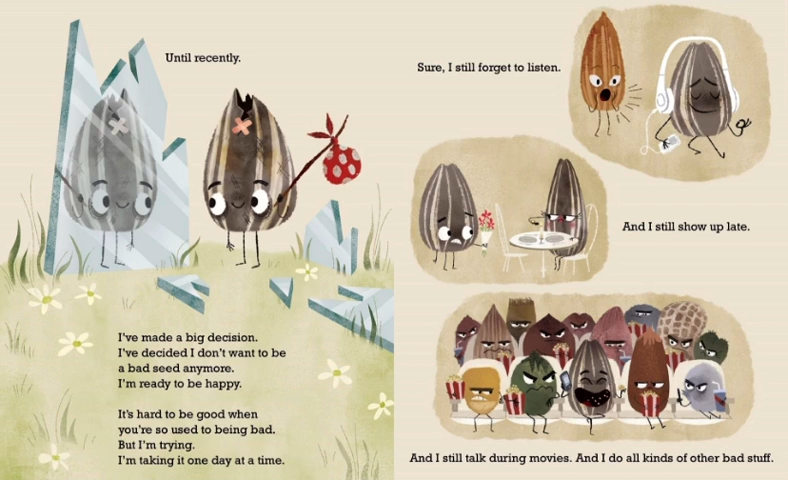 Until recently.
I've made a big decision.
I've decided I don't want to be
a bad seed anymore.
I'm ready to be happy.
It's hard to be good when
you're so used to being bad.
But I'm trying.
I'm taking it one day at a time.
Sure, I still forget to listen.
And I still show up late.
And I still talk during movies. And I do all kinds of other bad stuff.